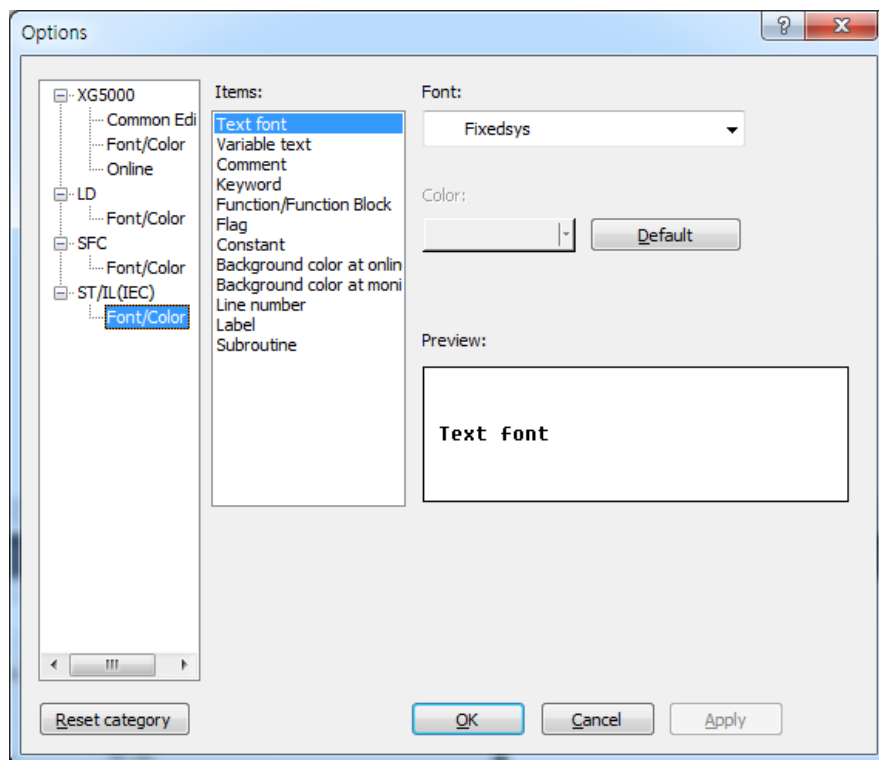 Options
XG5000
Common Edi
Font/Color
Online
LD
Font/Color
SFC
Font/Color
ST/IL(IEC)
Font/Color
Items:
Text font
Variable text
Comment
Keyword
Function/Function Block
Flag
Constant
Background color at onlin
Background color at moni
Line number
Label
Subroutine
Font:
Fixedsys
Color:
Default
Preview:
Text font
Reset category
OK
Cancel
Apply